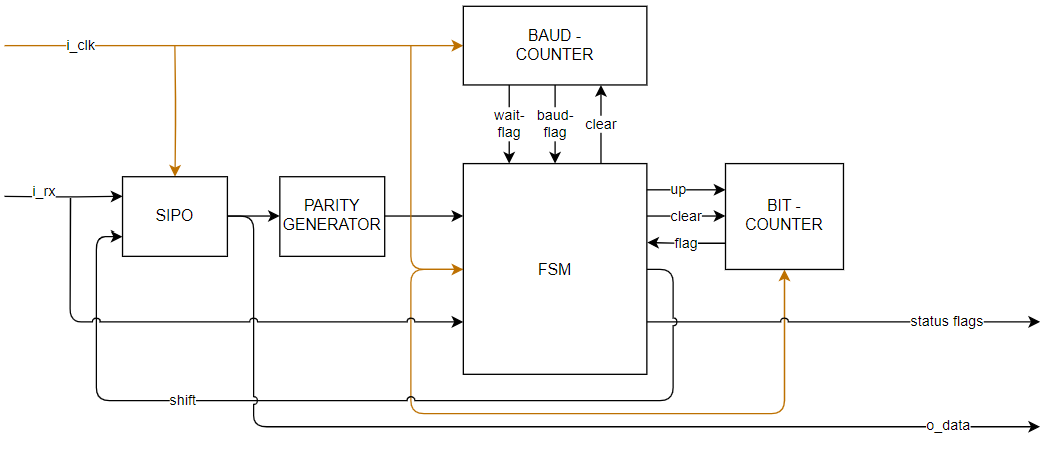 BAUD -
COUNTER
i_clk
wait-
flag
baud-
flag
clear
i_rx
SIPO
PARITY
GENERATOR
FSM
up
clear
flag
BIT -
COUNTER
status flags
shift
o_data